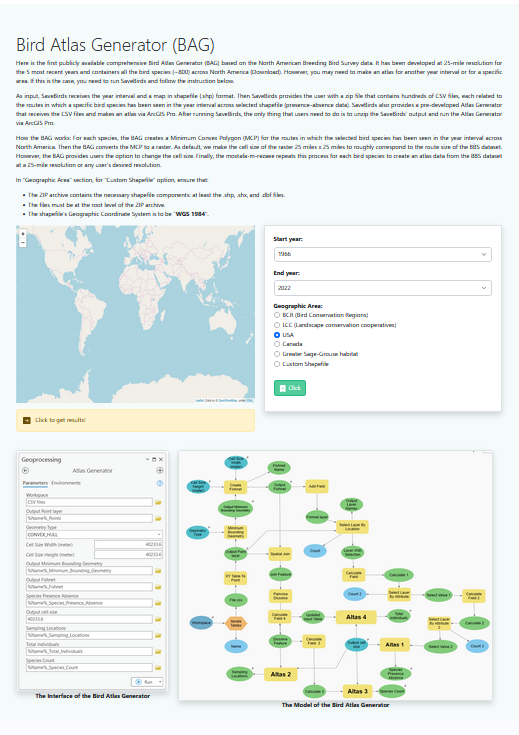 Bird Atlas Generator (BAG)
Here is the first publicly available comprehensive Bird Atlas Generator (BAG) based on the North American Breeding Bird Survey data. It has been developed at 25-mile resolution for
the 5 most recent years and containers all the bird species (~800) across North America (Download). However, you may need to make an atlas for another year interval or for a specific
area. If this is the case, you need to run SaveBirds and follow the instruction below.
As input, SaveBirds receives the year interval and a map in shapefile (.shp) format. Then SaveBirds provides the user with a zip file that contains hundreds of CSV files, each related to
the routes in which a specific bird species has been seen in the year interval across selected shapefile (presence-absence data). SaveBirds also provides a pre-developed Atlas Generator
that receives the CSV files and makes an atlas via ArcGIS Pro. After running SaveBirds, the only thing that users need to do is to unzip the SaveBirds' output and run the Atlas Generator
via ArcGIS Pro.
How the BAG works: For each species, the BAG creates a Minimum Convex Polygon (MCP) for the routes in which the selected bird species has been seen in the year interval across
North America. Then the BAG converts the MCP to a raster. As default, we make the cell size of the raster 25 miles x 25 miles to roughly correspond to the route size of the BBS dataset.
However, the BAG provides users the option to change the cell size. Finally, the mostafa-m-rezaee repeats this process for each bird species to create an atlas data from the BBS dataset
at a 25-mile resolution or any user's desired resolution.
In "Geographic Area" section, for "Custom Shapefile" option, ensure that:
• The ZIP archive contains the necessary shapefile components: at least the .shp, .shx, and .dbf files.
• The files must be at the root level of the ZIP archive.
• The shapefile's Geographic Coordinate System is to be "WGS 1984".
+
−
Start year:
1966
End year:
2022
Geographic Area:
BCR (Bird Conservation Regions)
LCC (Landscape conservation cooperatives)
USA
Canada
Greater Sage-Grouse habitat
Custom Shapefile
Click
Click to get results!
Geoprocessing
Atlas Generator
Parameters Environments
Workspace
CSV files
Output Point layer
%Name%_Points
Geometry Type
CONVEX_HULL
Cell Size Width (meter) 40233.6
Cell Size Height (meter) 40233.6
Output Minimum Bounding Geometry
%Name%_Minimum_Bounding_Geometry
Output Fishnet
%Name%_Fishnet
Species Presence Absence
%Name%_Species_Presence_Absence
Output cell size
40233.6
Sampling Locations
%Name%_Sampling_Locations
Total individuals
%Name%_Total_Individuals
Species Count
%Name%_Species_Count
Run
The Interface of the Bird Atlas Generator
Cell Size Width (meter)
Fishnet Name
Cell Size Height (meter)
Create Fishnet
Output Fishnet
Add Field
Output Minimum Bounding Geometry
Output Layer Names
Fishnet layer
Geometry Type
Minimum Bounding Geometry
Select Layer By Location
Output Point layer
Spatial Join
Count
Layer With Selection
XY Table To Point
Join Feature
Calculate Field
Calculate 1
File.csv
Pairwise Dissolve
Count 2
Select Layer By Attribute
Select Value 1
Calculate Field 2
Workspace
Iterate Tables
Calculate Field 4
Updated Input Table
Altas 4
Total individuals
Select Layer By Attribute 2
Calculate 2
Name
Dissolve Feature
Calculate Field 3
Altas 1
Select Value 2
Count 3
Sampling Locations
Altas 2
Species Presence Absence
Calculate 3
Altas 3
Species Count
The Model of the Bird Atlas Generator